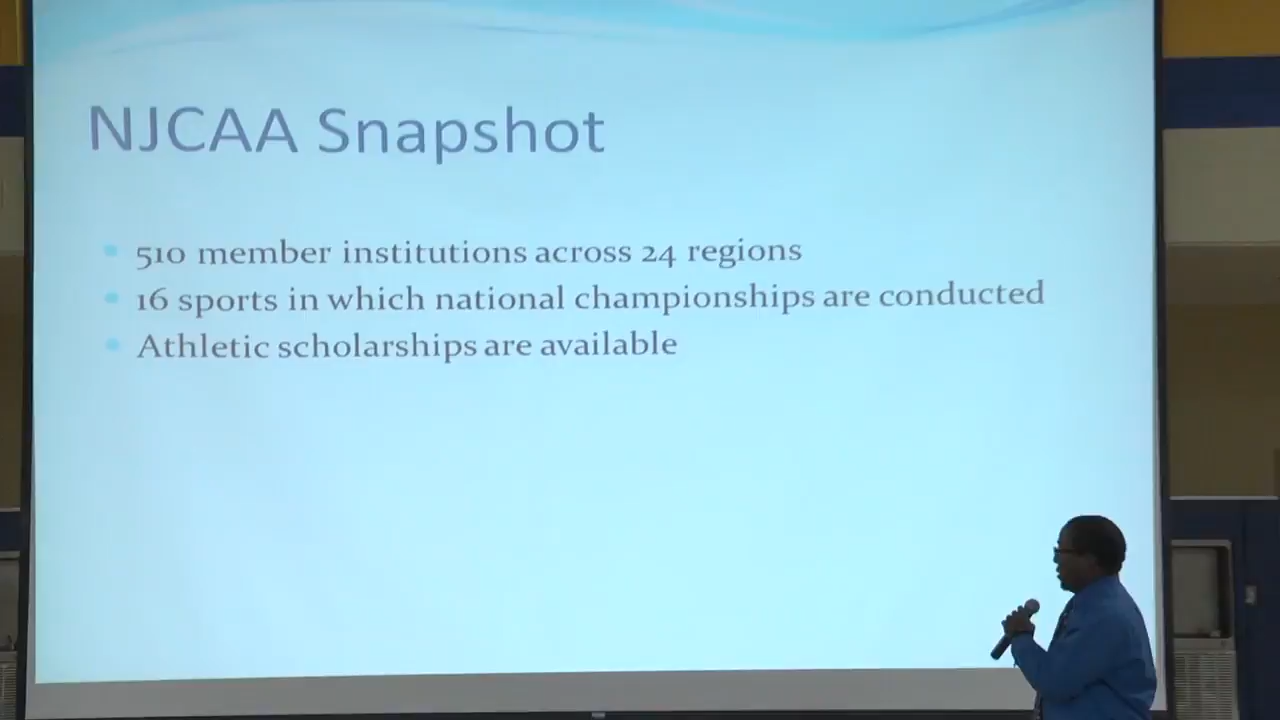 NJCAA Snapshot
510 member institutions across 24 regions
16 sports in which national championships are conducted
Athletic scholarships are available